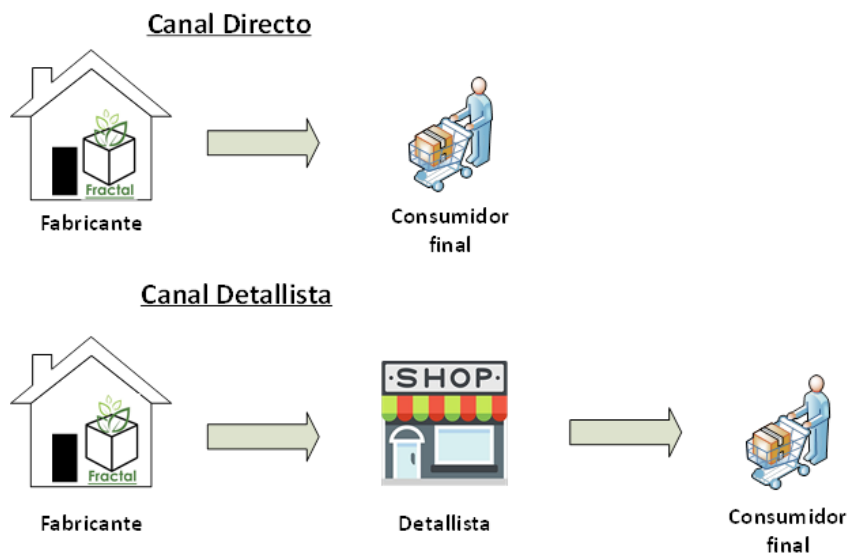 Canal Directo
Fractal
Fabricante
Consumidor
final
Canal Detallista
Fractal
·SHOP·
Fabricante
Detallista
Consumidor
final